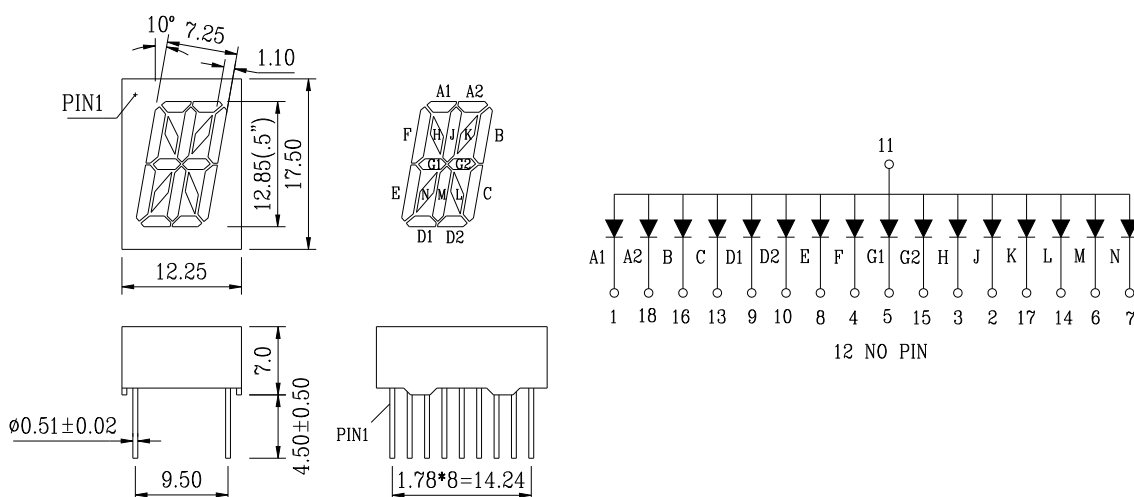 10° 7.25
1.10
PIN1
12.85(.5")
17.50
12.25
A1 A2
F H J K B
G1 G2
E N M L C
D1 D2
11
A1 A2 B C D1 D2 E F G1 G2 H J K L M N
1 18 16 13 9 10 8 4 5 15 3 2 17 14 6 7
12 NO PIN
7.0
4.50±0.50
ø0.51±0.02
9.50
PIN1
1.78*8=14.24